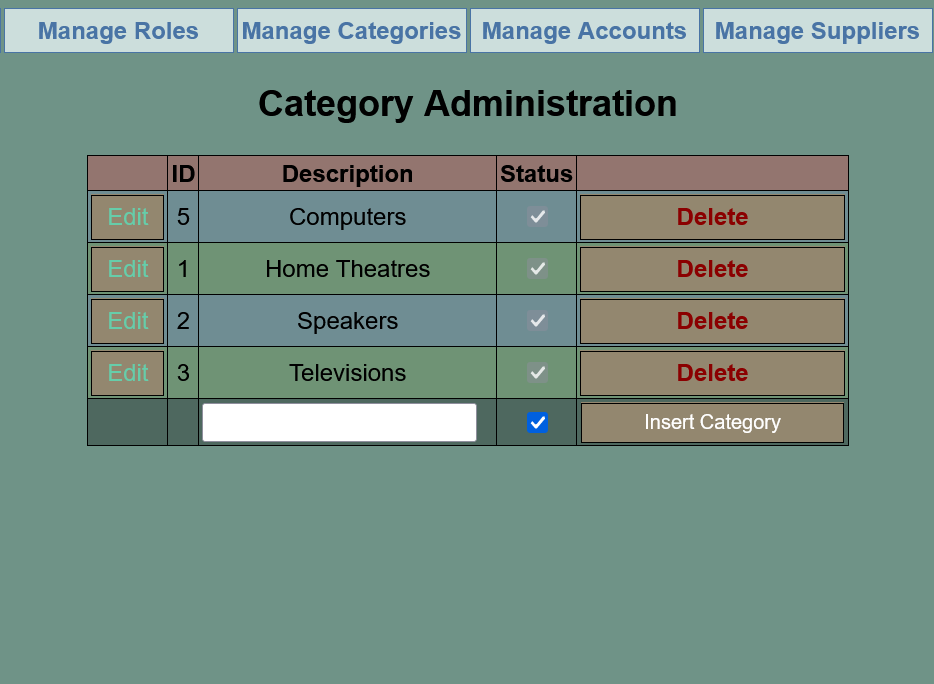 Manage Roles Manage Categories Manage Accounts Manage Suppliers
Category Administration
ID Description Status
Edit 5 Computers Delete
Edit 1 Home Theatres Delete
Edit 2 Speakers Delete
Edit 3 Televisions Delete
Insert Category